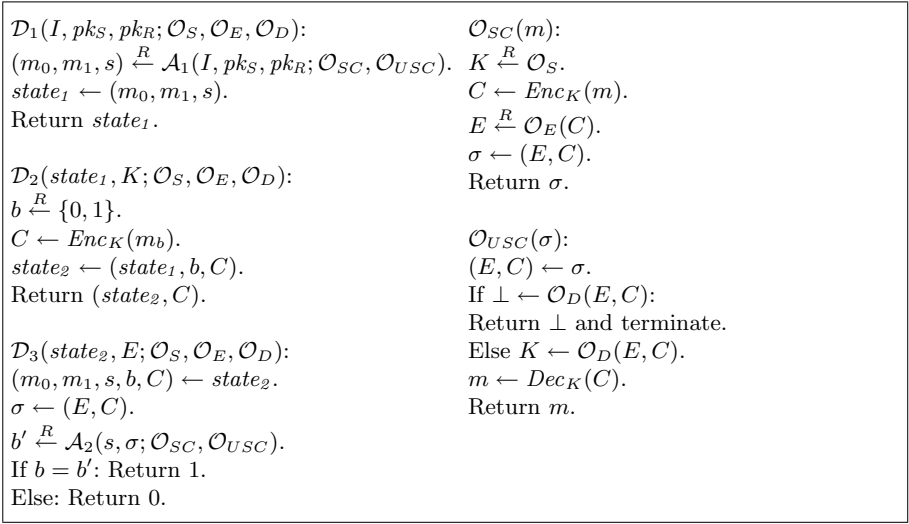 𝒟₁(I, pk_S, pk_R; 𝒪_S, 𝒪_E, 𝒪_D):
(m₀, m₁, s) ←ᴿ 𝒜₁(I, pk_S, pk_R; 𝒪_SC, 𝒪_USC).
state₁ ← (m₀, m₁, s).
Return state₁.
𝒟₂(state₁, K; 𝒪_S, 𝒪_E, 𝒪_D):
b ←ᴿ {0, 1}.
C ← Enc_K(m_b).
state₂ ← (state₁, b, C).
Return (state₂, C).
𝒟₃(state₂, E; 𝒪_S, 𝒪_E, 𝒪_D):
(m₀, m₁, s, b, C) ← state₂.
σ ← (E, C).
b′ ←ᴿ 𝒜₂(s, σ; 𝒪_SC, 𝒪_USC).
If b = b′: Return 1.
Else: Return 0.
𝒪_SC(m):
K ←ᴿ 𝒪_S.
C ← Enc_K(m).
E ←ᴿ 𝒪_E(C).
σ ← (E, C).
Return σ.
𝒪_USC(σ):
(E, C) ← σ.
If ⊥ ← 𝒪_D(E, C):
Return ⊥ and terminate.
Else K ← 𝒪_D(E, C).
m ← Dec_K(C).
Return m.